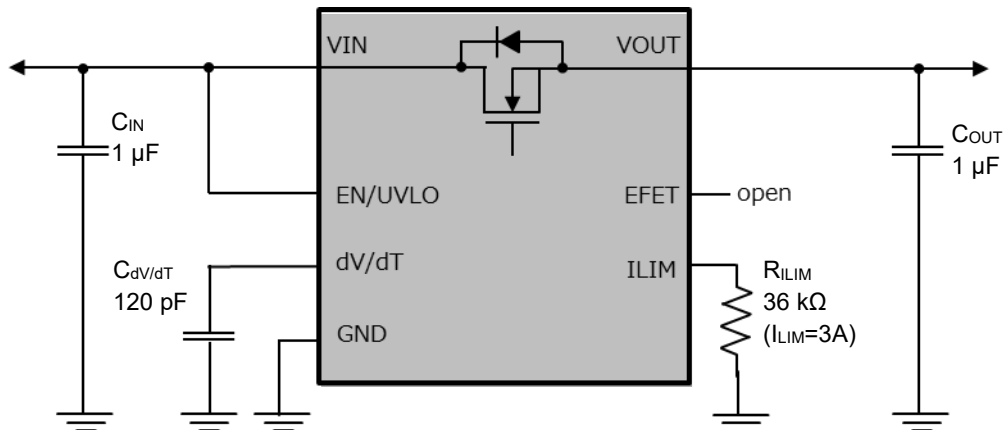 VIN
VOUT
CIN
1 µF
COUT
1 µF
EN/UVLO
EFET
open
CdV/dT
120 pF
dV/dT
ILIM
RILIM
36 kΩ
(ILIM=3A)
GND